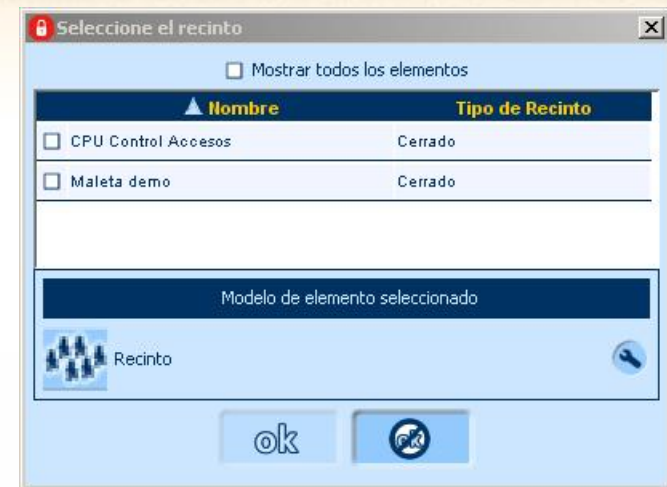 Seleccione el recinto
Mostrar todos los elementos
Nombre Tipo de Recinto
CPU Control Accesos Cerrado
Maleta demo Cerrado
Modelo de elemento seleccionado
Recinto
ok ok